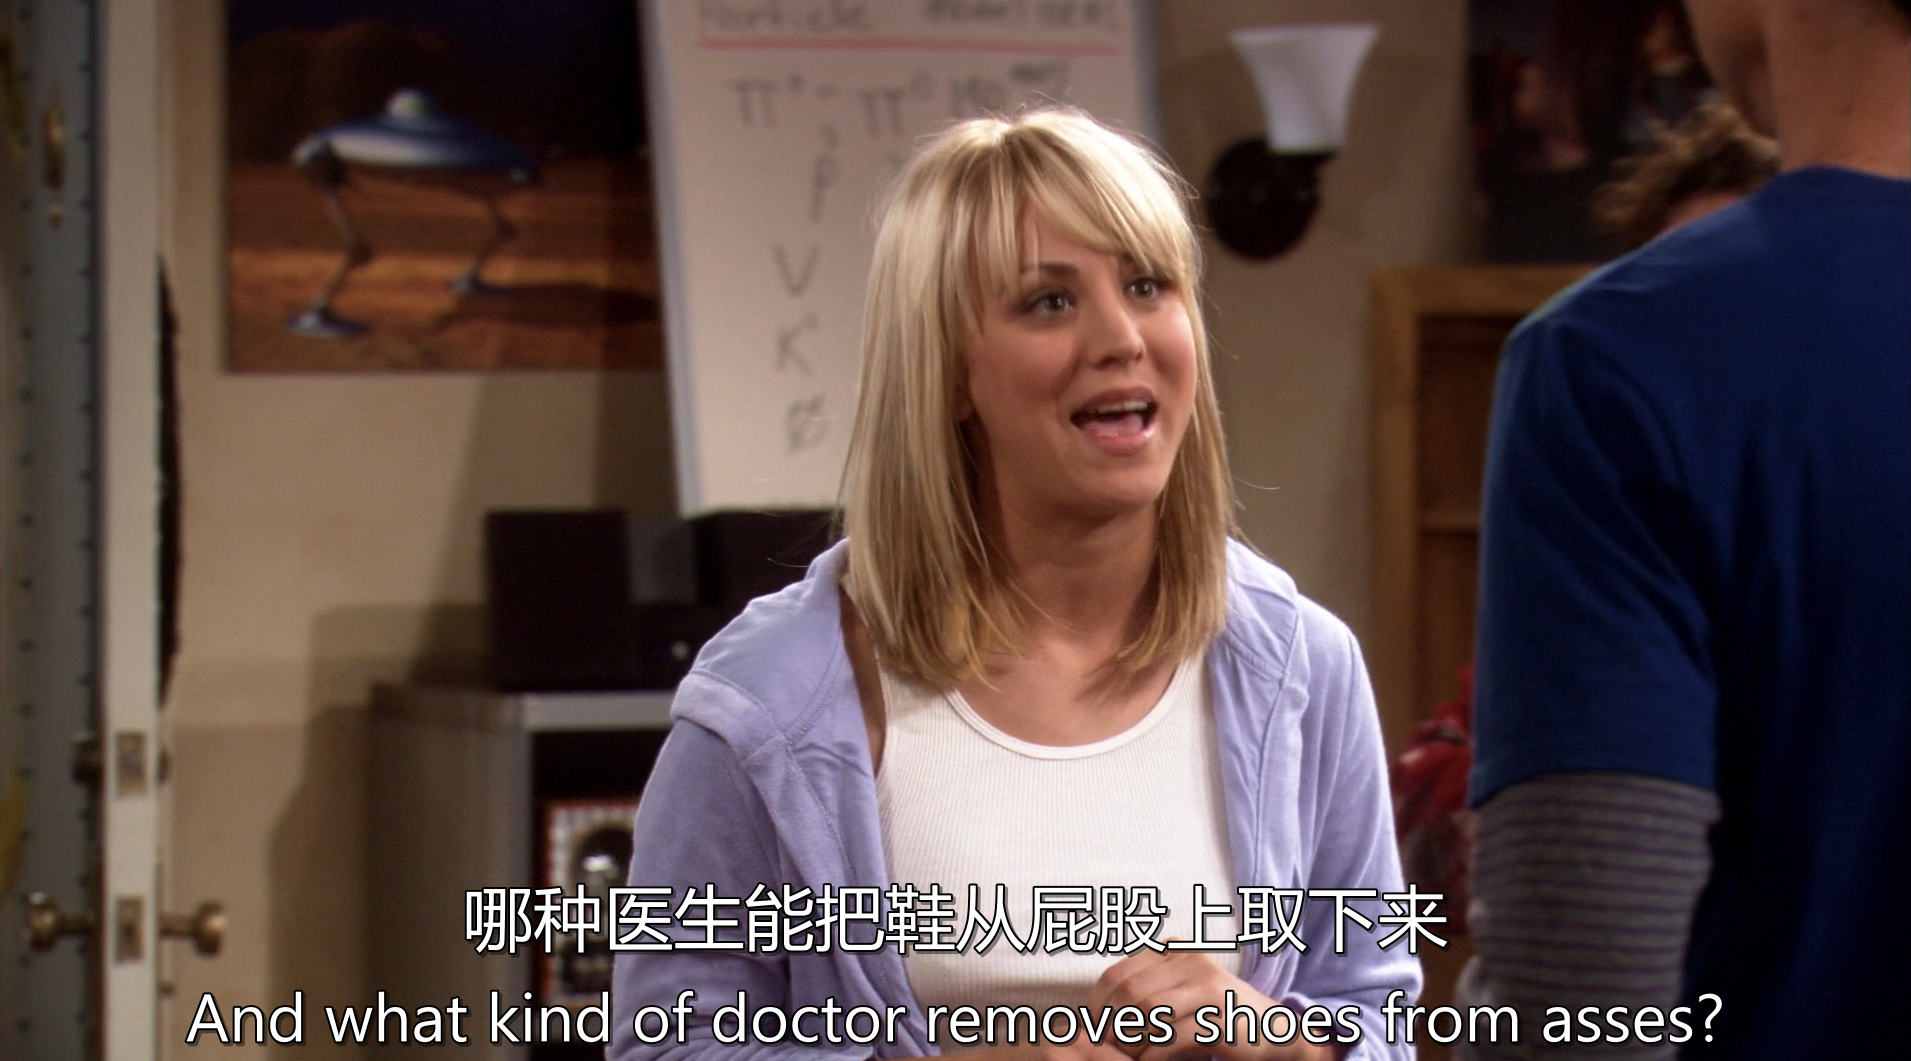 π⁺⁻ π⁰
V
K°
哪种医生能把鞋从屁股上取下来
And what kind of doctor removes shoes from asses?